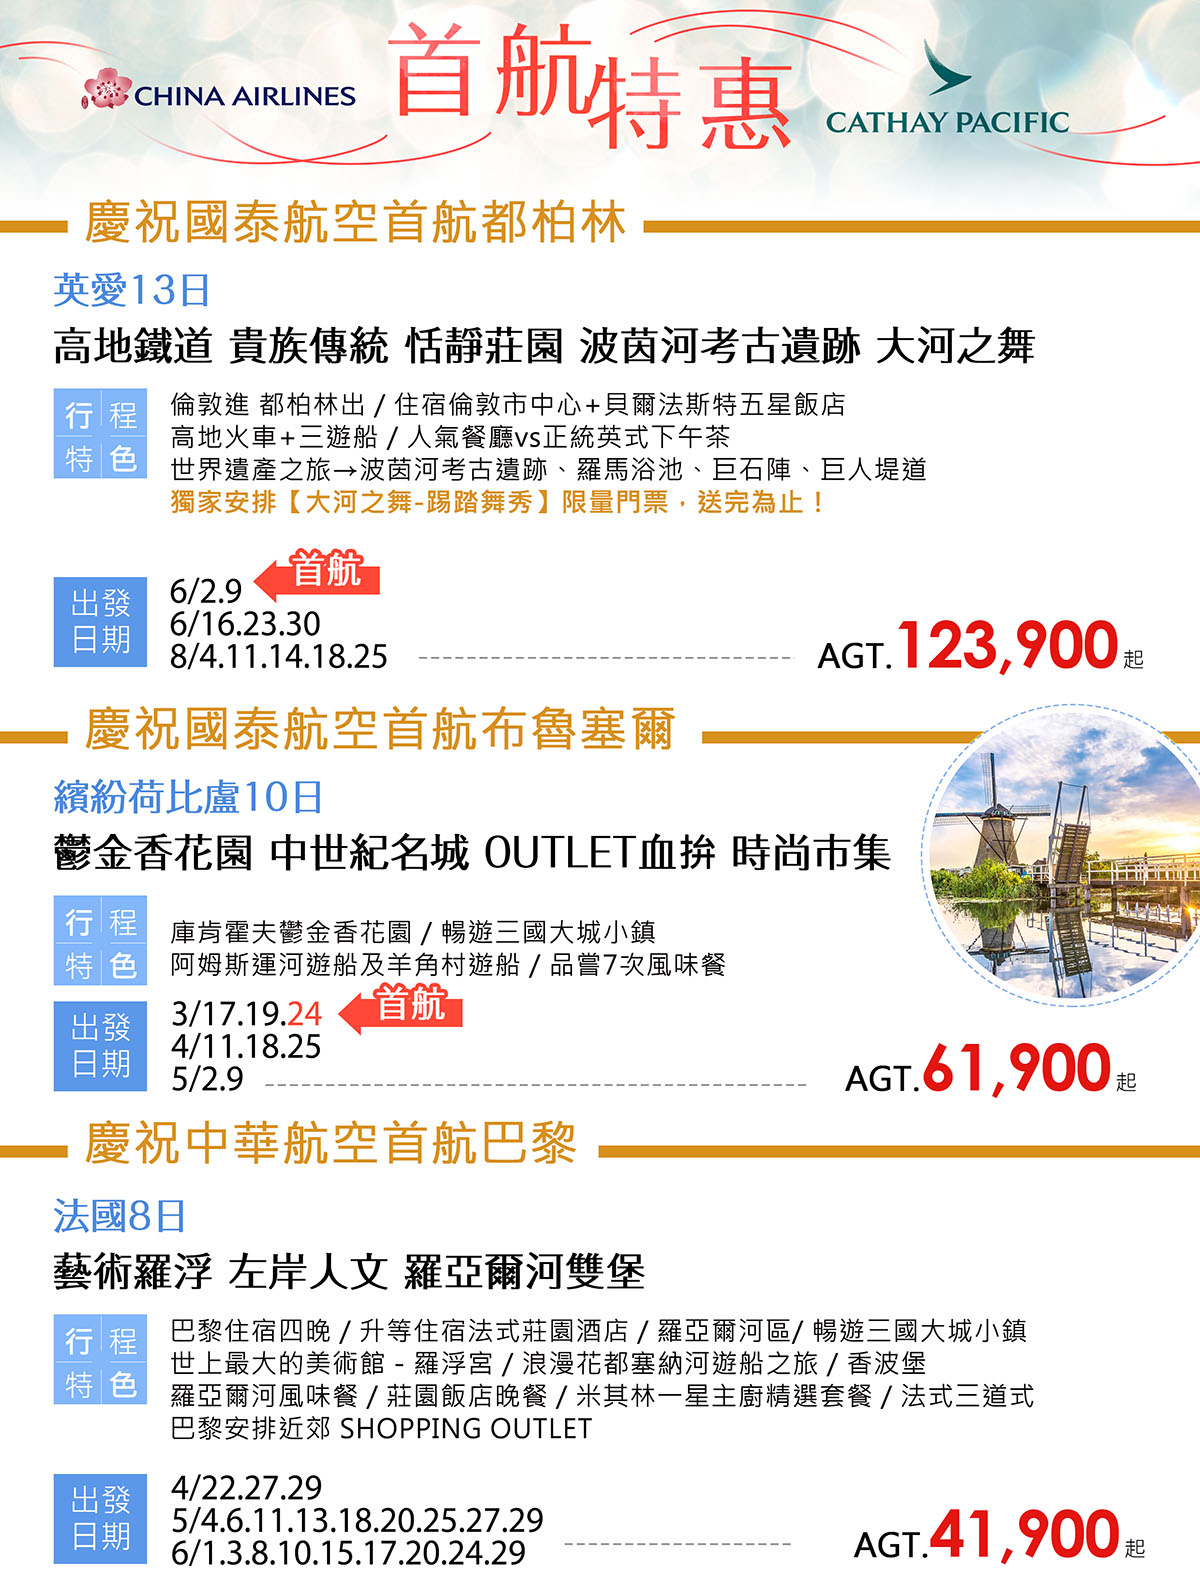 CHINA AIRLINES
首航特惠
CATHAY PACIFIC
慶祝國泰航空首航都柏林
英愛13日
高地鐵道 貴族傳統 恬靜莊園 波茵河考古遺跡 大河之舞
行程特色
倫敦進 都柏林出 / 住宿倫敦市中心+貝爾法斯特五星飯店
高地火車+三遊船 / 人氣餐廳vs正統英式下午茶
世界遺產之旅→波茵河考古遺跡、羅馬浴池、巨石陣、巨人堤道
獨家安排【大河之舞-踢踏舞秀】限量門票，送完為止！
出發日期
6/2.9 首航
6/16.23.30
8/4.11.14.18.25
AGT.123,900起
慶祝國泰航空首航布魯塞爾
繽紛荷比盧10日
鬱金香花園 中世紀名城 OUTLET血拚 時尚市集
行程特色
庫肯霍夫鬱金香花園 / 暢遊三國大城小鎮
阿姆斯運河遊船及羊角村遊船 / 品嘗7次風味餐
出發日期
3/17.19.24 首航
4/11.18.25
5/2.9
AGT.61,900起
慶祝中華航空首航巴黎
法國8日
藝術羅浮 左岸人文 羅亞爾河雙堡
行程特色
巴黎住宿四晚 / 升等住宿法式莊園酒店 / 羅亞爾河區/ 暢遊三國大城小鎮
世上最大的美術館 - 羅浮宮 / 浪漫花都塞納河遊船之旅 / 香波堡
羅亞爾河風味餐 / 莊園飯店晚餐 / 米其林一星主廚精選套餐 / 法式三道式
巴黎安排近郊 SHOPPING OUTLET
出發日期
4/22.27.29
5/4.6.11.13.18.20.25.27.29
6/1.3.8.10.15.17.20.24.29
AGT.41,900起